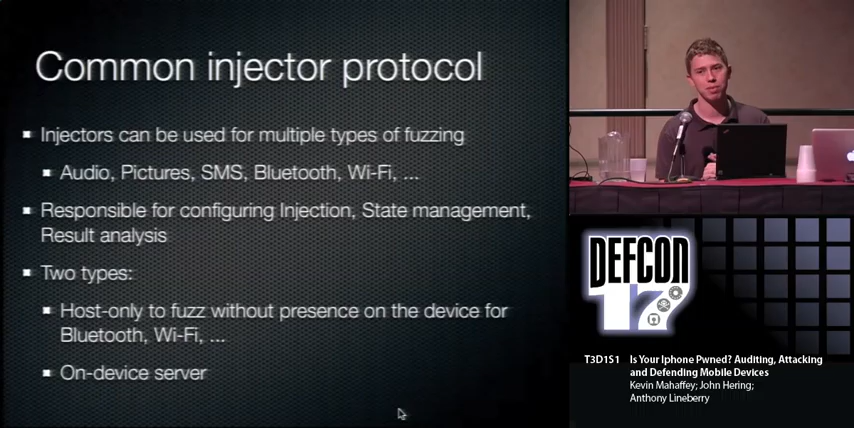 Common injector protocol
Injectors can be used for multiple types of fuzzing
Audio, Pictures, SMS, Bluetooth, Wi-Fi, ...
Responsible for configuring Injection, State management,
Result analysis
Two types:
Host-only to fuzz without presence on the device for
Bluetooth, Wi-Fi, ...
On-device server
DEFCON
17
T3D1S1 Is Your Iphone Pwned? Auditing, Attacking
and Defending Mobile Devices
Kevin Mahaffey; John Hering;
Anthony Lineberry